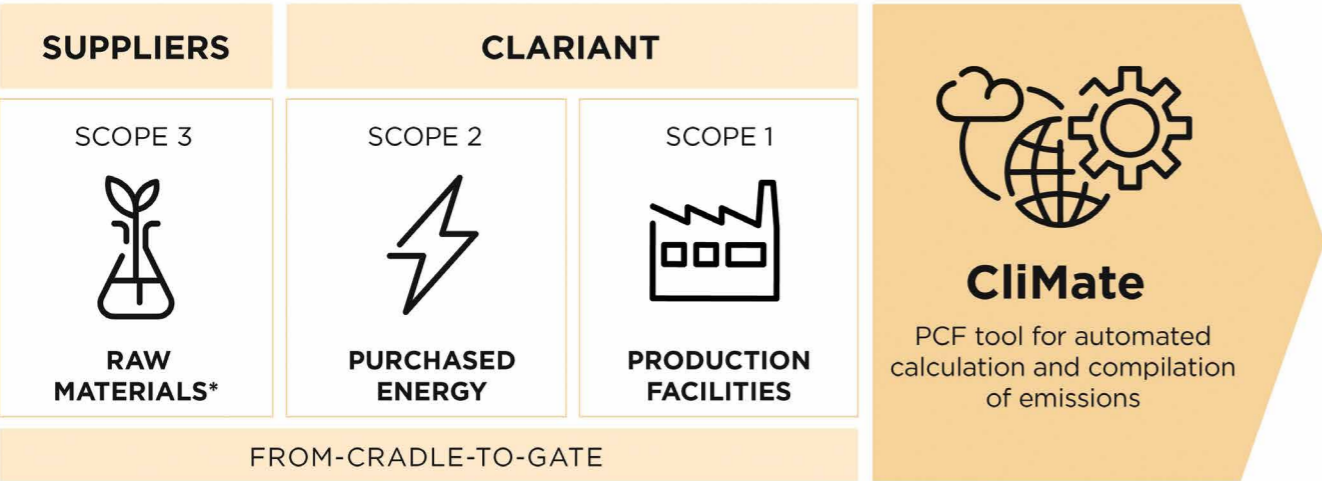 SUPPLIERS
CLARIANT
SCOPE 3
SCOPE 2
SCOPE 1
RAW
MATERIALS*
PURCHASED
ENERGY
PRODUCTION
FACILITIES
FROM-CRADLE-TO-GATE
CliMate
PCF tool for automated
calculation and compilation
of emissions